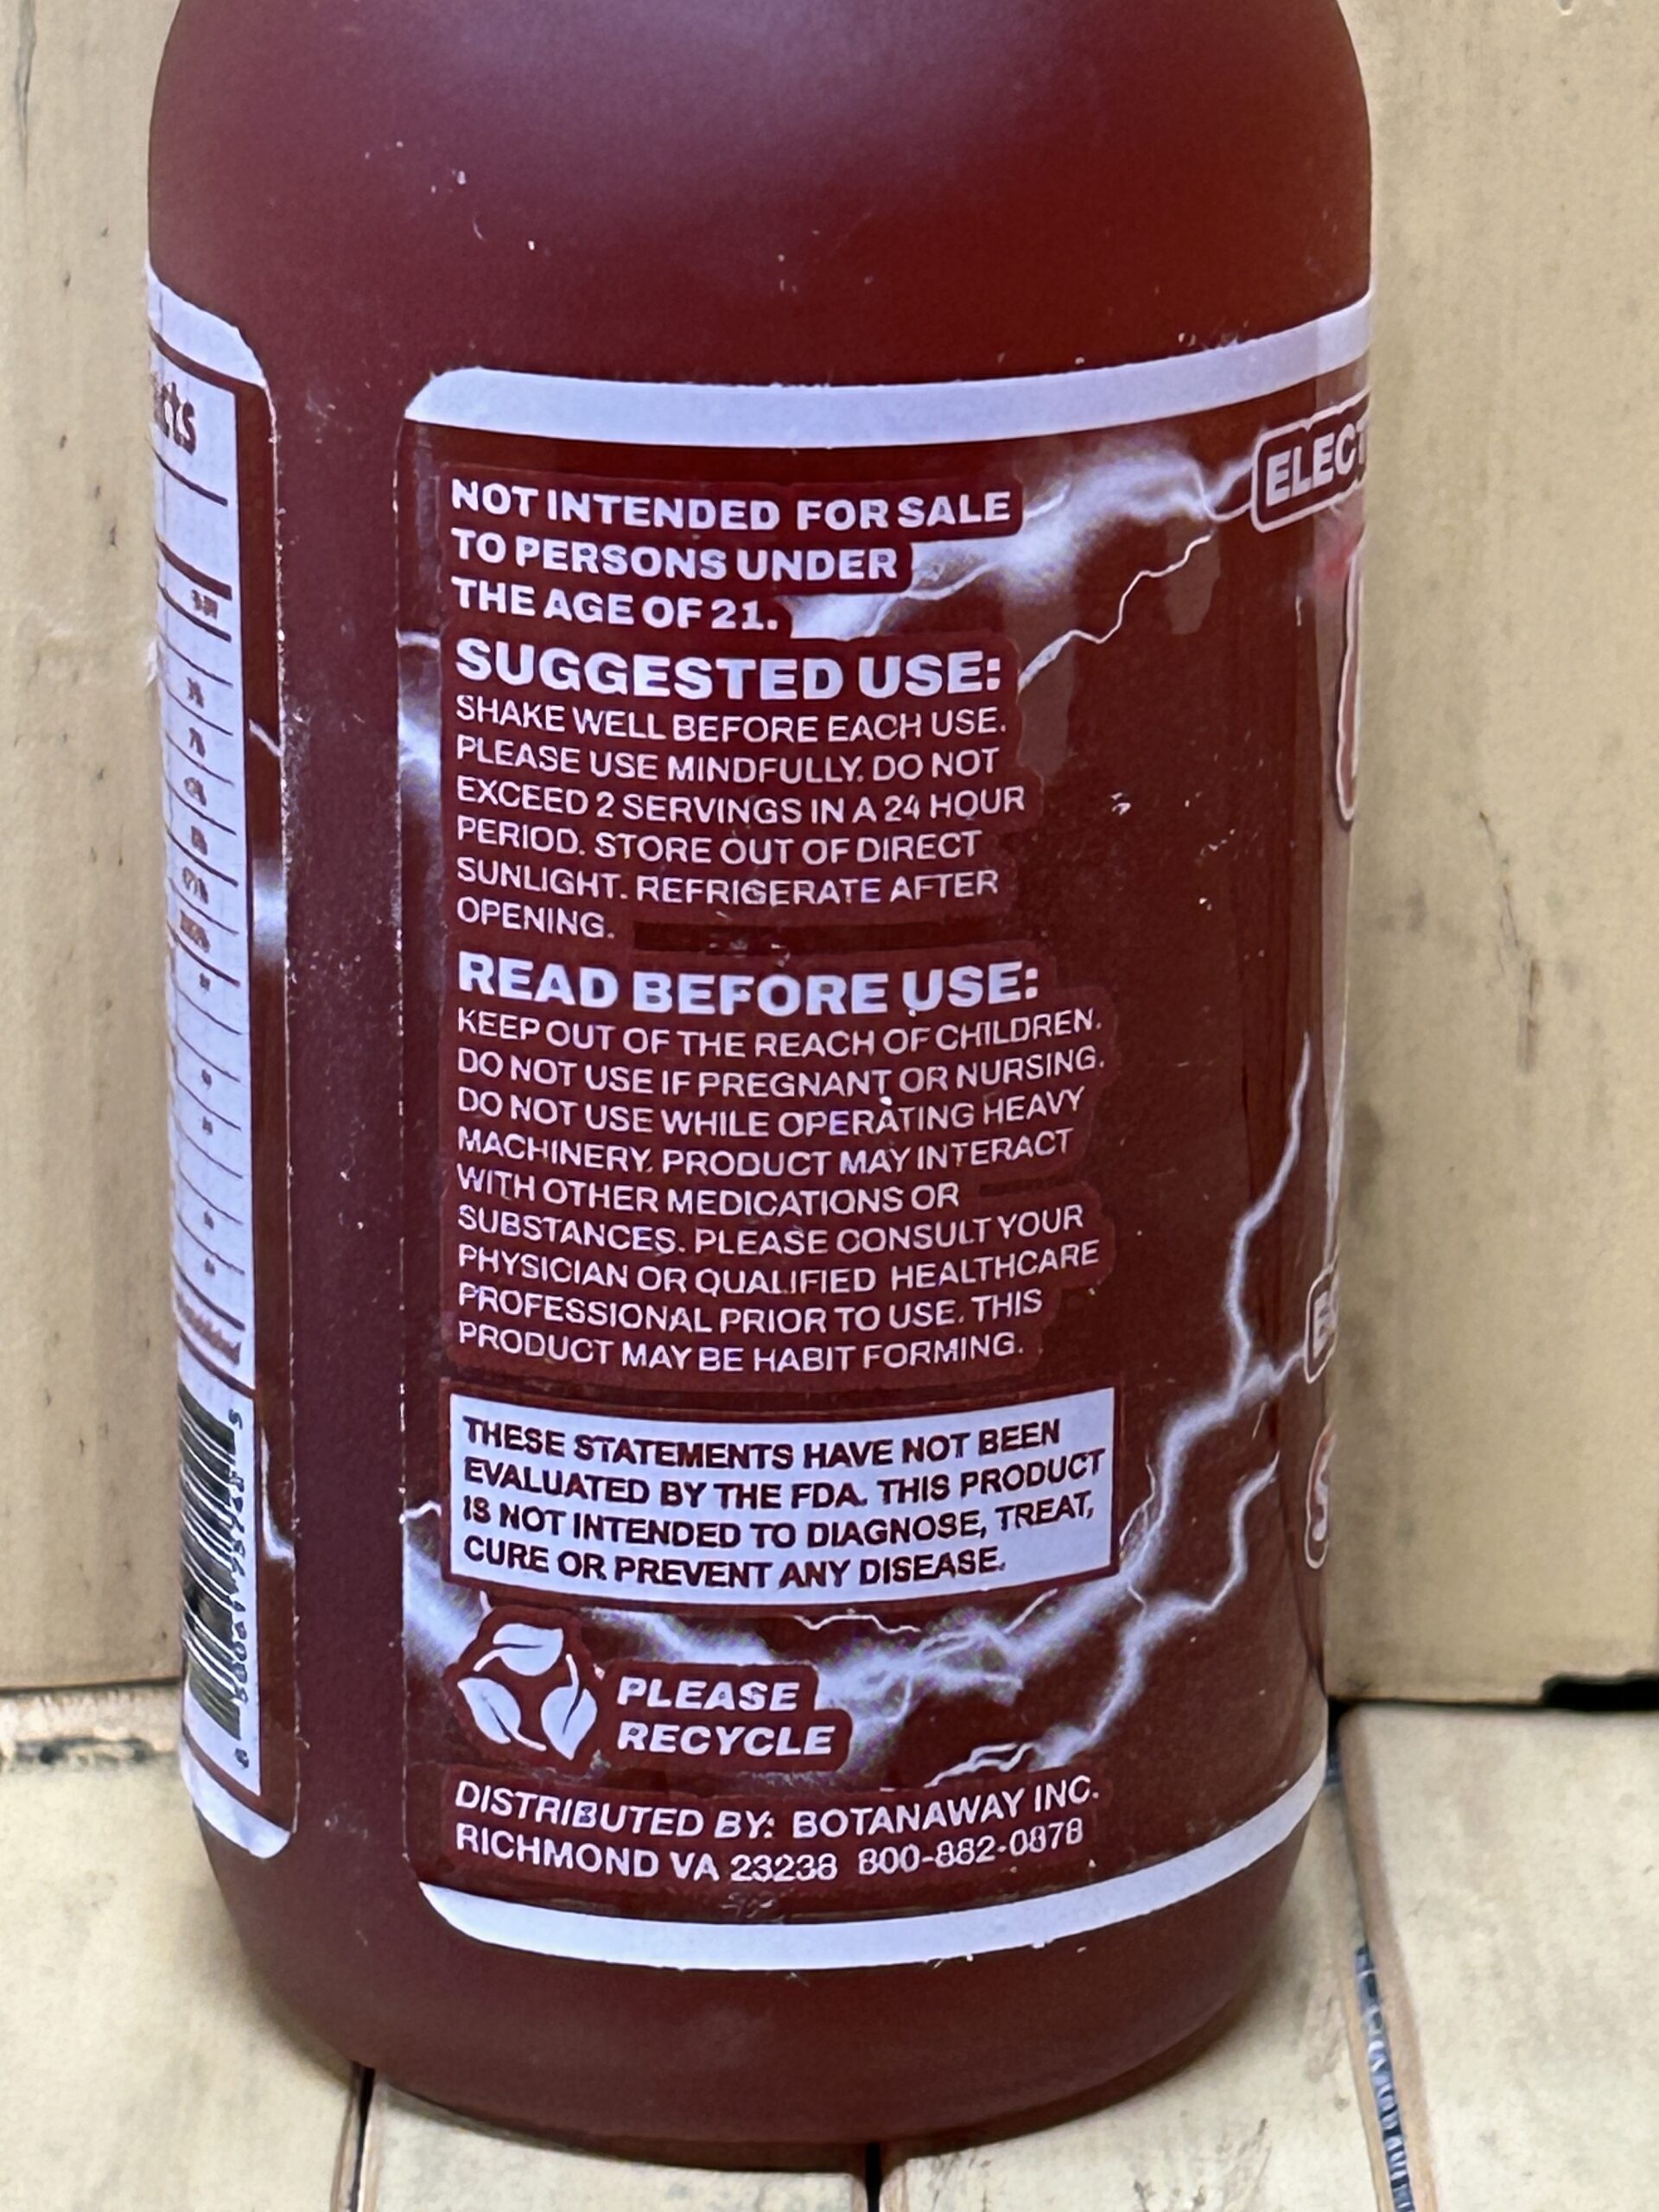 NOT INTENDED FOR SALE
TO PERSONS UNDER
THE AGE OF 21.
SUGGESTED USE:
SHAKE WELL BEFORE EACH USE.
PLEASE USE MINDFULLY. DO NOT
EXCEED 2 SERVINGS IN A 24 HOUR
PERIOD. STORE OUT OF DIRECT
SUNLIGHT. REFRIGERATE AFTER
OPENING.
READ BEFORE USE:
KEEP OUT OF THE REACH OF CHILDREN.
DO NOT USE IF PREGNANT OR NURSING.
DO NOT USE WHILE OPERATING HEAVY
MACHINERY. PRODUCT MAY INTERACT
WITH OTHER MEDICATIONS OR
SUBSTANCES. PLEASE CONSULT YOUR
PHYSICIAN OR QUALIFIED HEALTHCARE
PROFESSIONAL PRIOR TO USE. THIS
PRODUCT MAY BE HABIT FORMING.
THESE STATEMENTS HAVE NOT BEEN
EVALUATED BY THE FDA. THIS PRODUCT
IS NOT INTENDED TO DIAGNOSE, TREAT,
CURE OR PREVENT ANY DISEASE.
PLEASE
RECYCLE
DISTRIBUTED BY: BOTANAWAY INC.
RICHMOND VA 23238 800-882-0878
ELECT